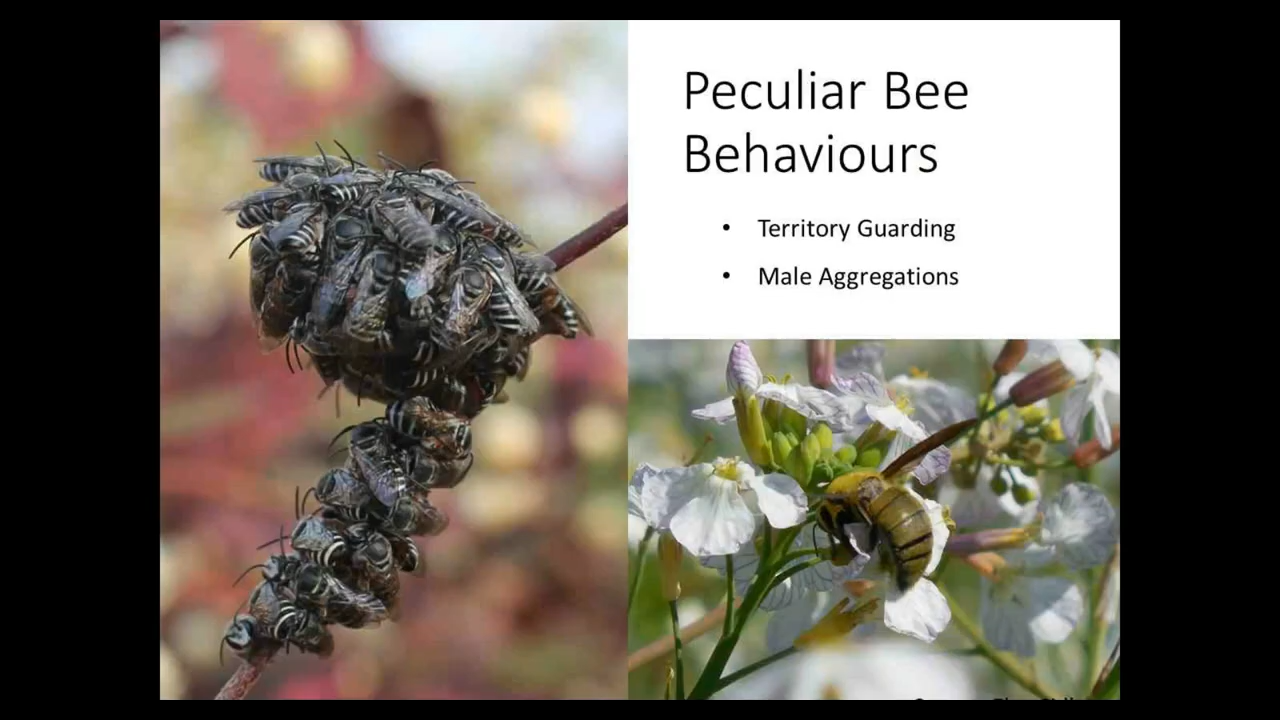 Peculiar Bee
Behaviours
• Territory Guarding
• Male Aggregations